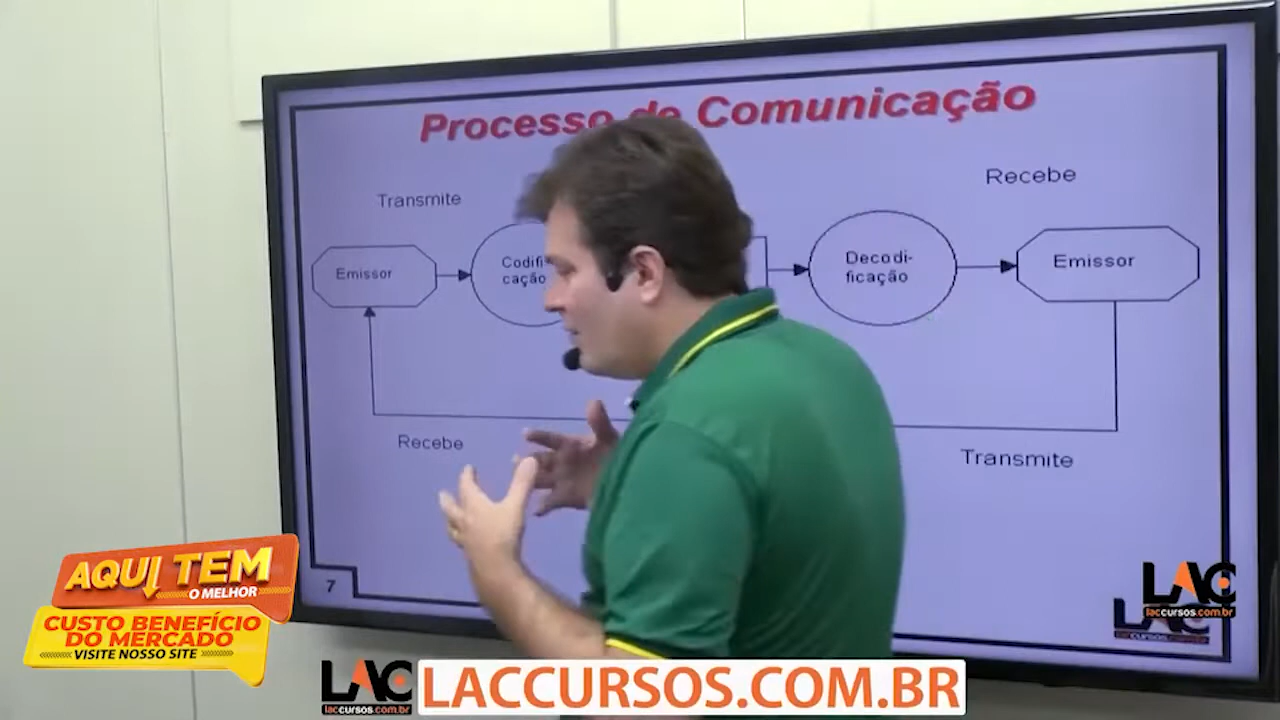 Processo de Comunicação
Recebe
Transmite
Emissor
cação
Decodi-
ficação
Emissor
Recebe
Transmite
7
LAC
laccursos.com.br
AQUI TEM
O MELHOR
CUSTO BENEFÍCIO
DO MERCADO
VISITE NOSSO SITE
LAC
laccursos.com.br
LACCURSOS.COM.BR